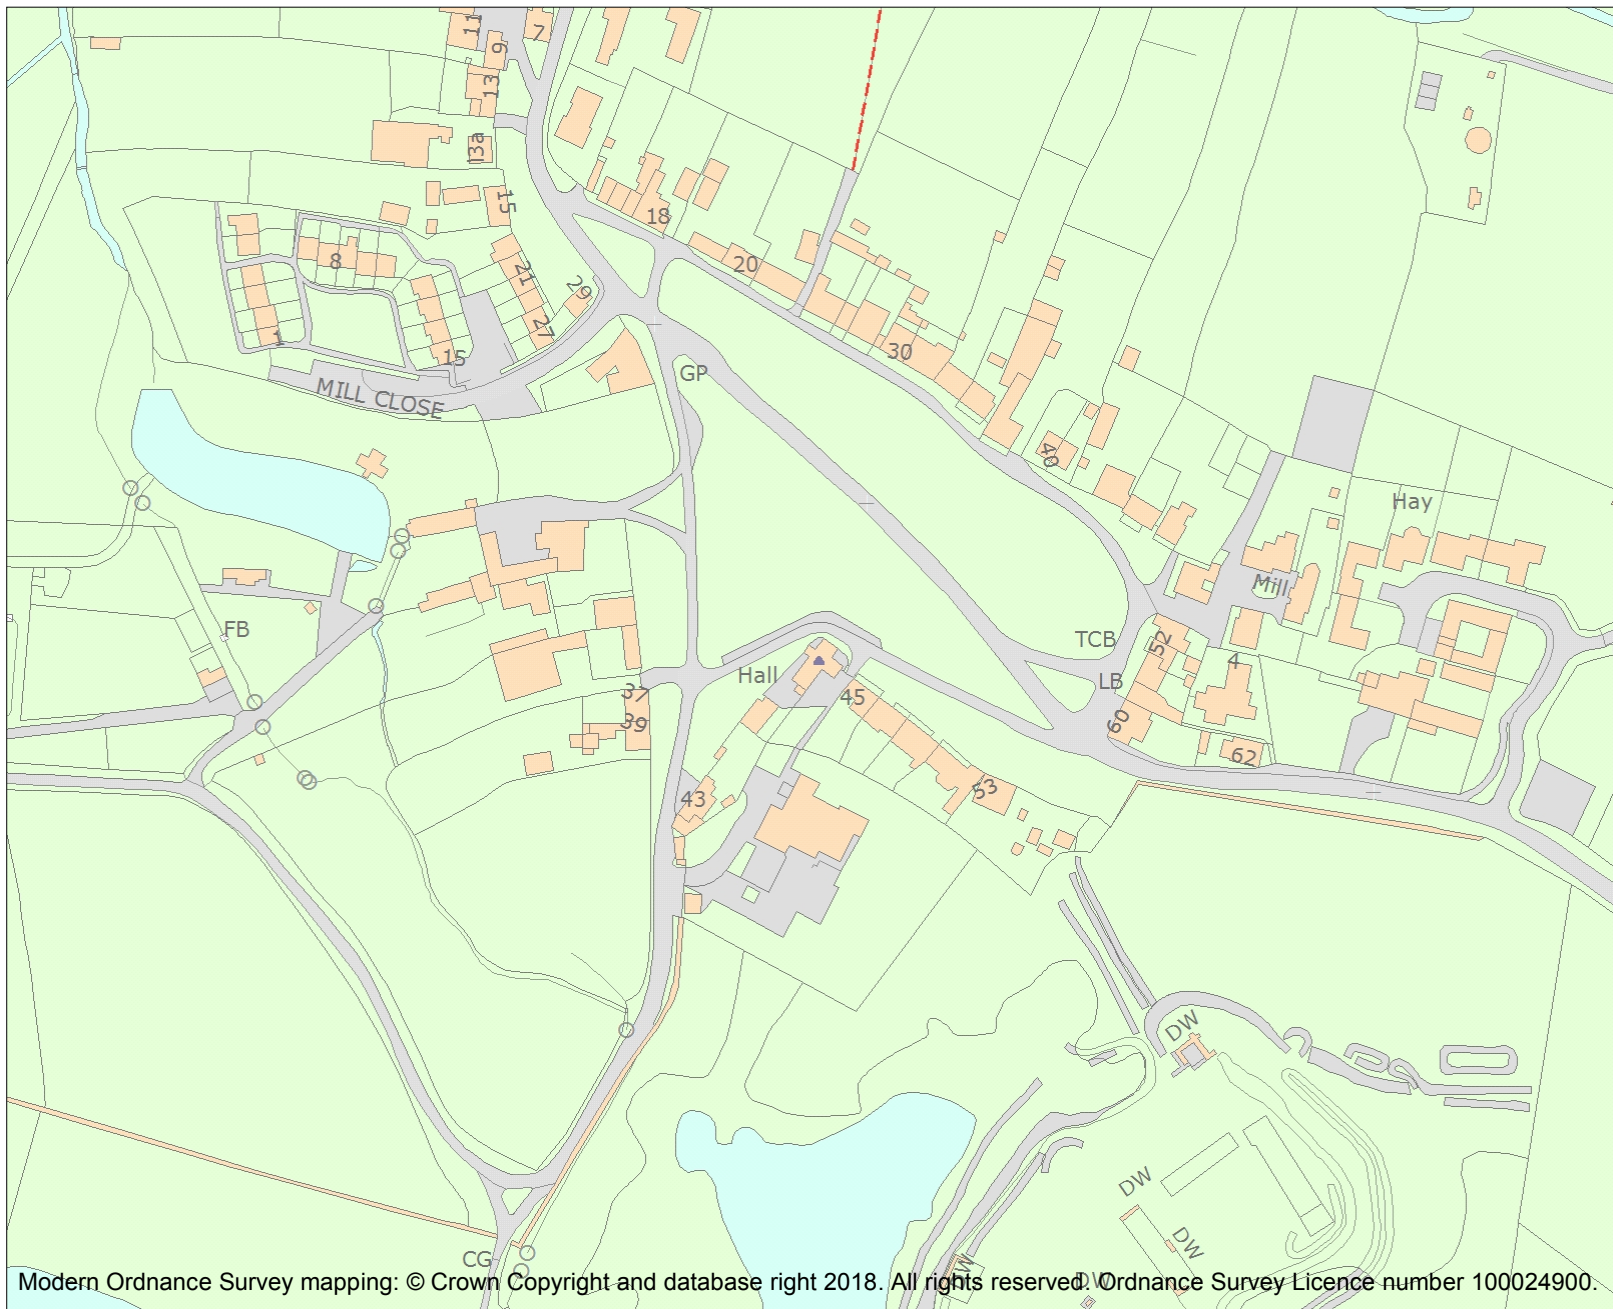 11
7
9
13
13a
15
18
8
21
29
20
27
1
15
30
GP
MILL CLOSE
40
Hay
Mill
FB
TCB
52
4
Hall
LB
37
45
39
60
62
43
53
DW
DW
DW
CG
DW
Modern Ordnance Survey mapping: © Crown Copyright and database right 2018. All rights reserved. Ordnance Survey Licence number 100024900.